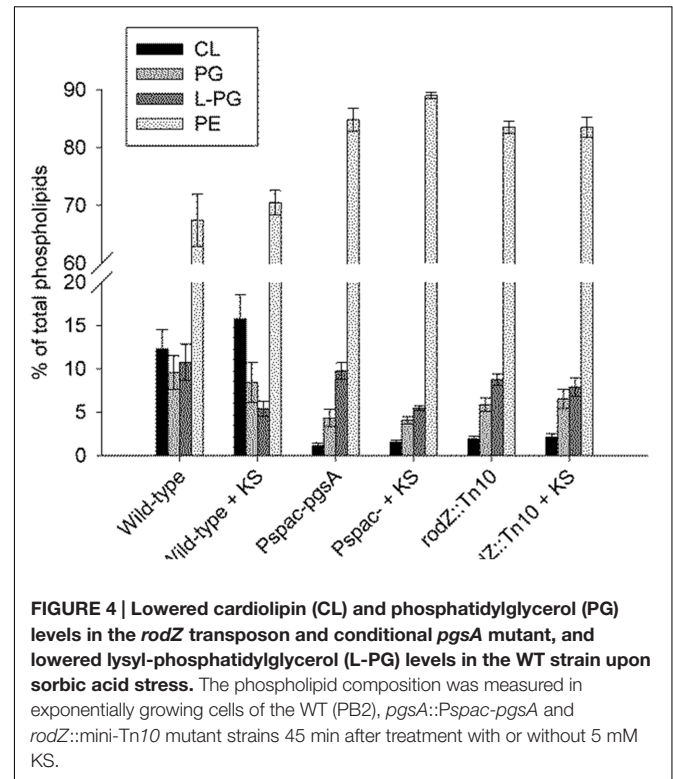 CL
PG
L-PG
PE
90
80
70
60
20
15
10
5
0
% of total phospholipids
Wild-type
Wild-type + KS
Pspac-pgsA
Pspac- + KS
rodZ::Tn10
dZ::Tn10 + KS
FIGURE 4 | Lowered cardiolipin (CL) and phosphatidylglycerol (PG)
levels in the rodZ transposon and conditional pgsA mutant, and
lowered lysyl-phosphatidylglycerol (L-PG) levels in the WT strain upon
sorbic acid stress. The phospholipid composition was measured in
exponentially growing cells of the WT (PB2), pgsA::Pspac-pgsA and
rodZ::mini-Tn10 mutant strains 45 min after treatment with or without 5 mM
KS.